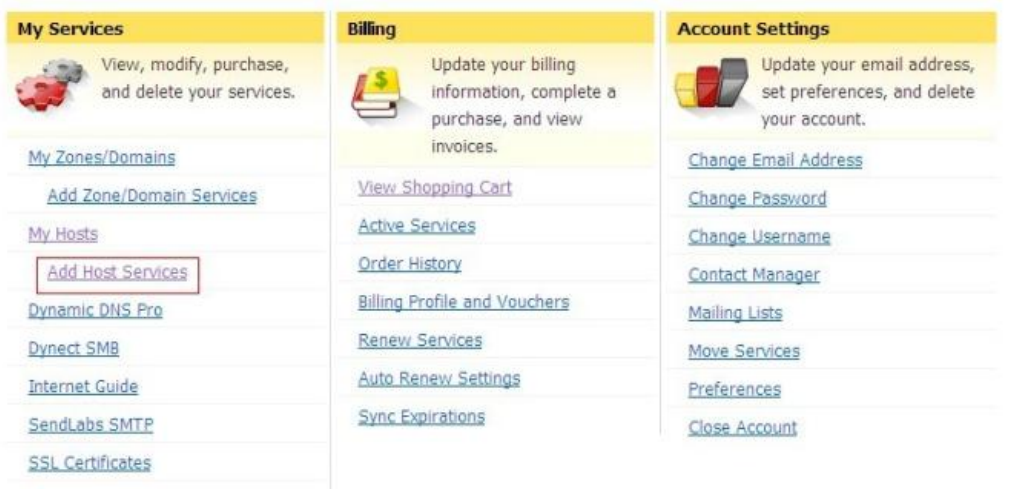 My Services
View, modify, purchase,
and delete your services.
My Zones/Domains
Add Zone/Domain Services
My Hosts
Add Host Services
Dynamic DNS Pro
Dynect SMB
Internet Guide
SendLabs SMTP
SSL Certificates
Billing
Update your billing
information, complete a
purchase, and view
invoices.
View Shopping Cart
Active Services
Order History
Billing Profile and Vouchers
Renew Services
Auto Renew Settings
Sync Expirations
Account Settings
Update your email address,
set preferences, and delete
your account.
Change Email Address
Change Password
Change Username
Contact Manager
Mailing Lists
Move Services
Preferences
Close Account